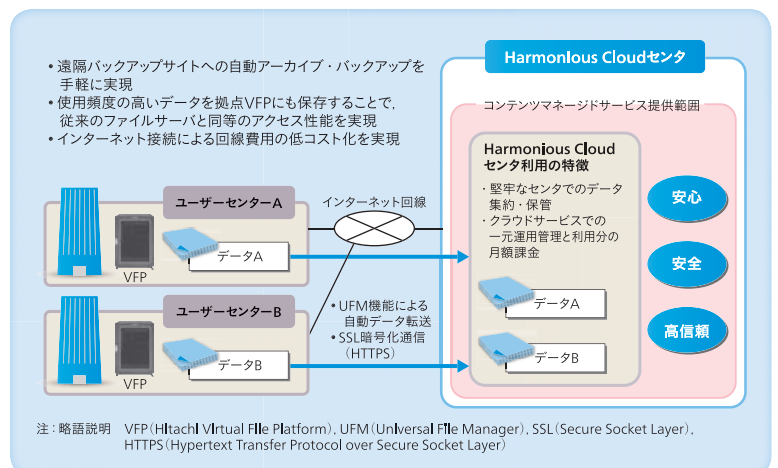 ・遠隔バックアップサイトへの自動アーカイブ・バックアップを
手軽に実現
・使用頻度の高いデータを拠点VFPにも保存することで，
従来のファイルサーバと同等のアクセス性能を実現
・インターネット接続による回線費用の低コスト化を実現
Harmonious Cloudセンタ
コンテンツマネージドサービス提供範囲
Harmonious Cloud
センタ利用の特徴
・堅牢なセンタでのデータ
集約・保管
・クラウドサービスでの
一元運用管理と利用分の
月額課金
データA
データB
安心
安全
高信頼
ユーザーセンターA
VFP
データA
インターネット回線
ユーザーセンターB
VFP
データB
・UFM機能による
自動データ転送
・SSL暗号化通信
（HTTPS）
注：略語説明　VFP（Hitachi Virtual File Platform），UFM（Universal File Manager），SSL（Secure Socket Layer），
HTTPS（Hypertext Transfer Protocol over Secure Socket Layer）